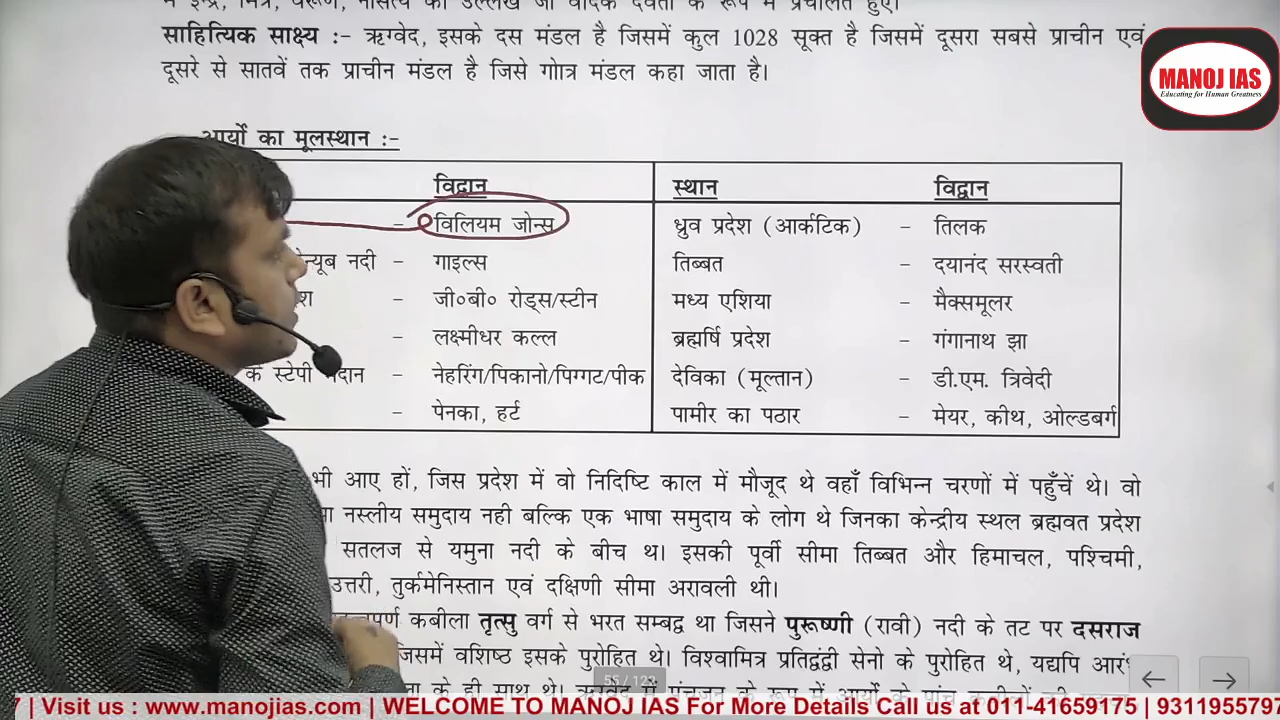 साहित्यिक साक्ष्य :- ऋग्वेद, इसके दस मंडल है जिसमें कुल 1028 सूक्त है जिसमें दूसरा सबसे प्राचीन एवं
दूसरे से सातवें तक प्राचीन मंडल है जिसे गोात्र मंडल कहा जाता है।
MANOJ IAS
Educating for Human Greatness
आर्यों का मूलस्थान :-
विद्वान स्थान विद्वान
- विलियम जोन्स ध्रुव प्रदेश (आर्कटिक) - तिलक
न्यूब नदी - गाइल्स तिब्बत - दयानंद सरस्वती
- जी०बी० रोड्स/स्टीन मध्य एशिया - मैक्समूलर
- लक्ष्मीधर कल्ल ब्रह्मर्षि प्रदेश - गंगानाथ झा
के स्टेपी मैदान - नेहरिंग/पिकानो/पिग्गट/पीक देविका (मूल्तान) - डी.एम. त्रिवेदी
- पेनका, हर्ट पामीर का पठार - मेयर, कीथ, ओल्डबर्ग
भी आए हों, जिस प्रदेश में वो निदिष्टि काल में मौजूद थे वहाँ विभिन्न चरणों में पहुँचें थे। वो
नस्लीय समुदाय नही बल्कि एक भाषा समुदाय के लोग थे जिनका केन्द्रीय स्थल ब्रह्मवत प्रदेश
सतलज से यमुना नदी के बीच थ। इसकी पूर्वी सीमा तिब्बत और हिमाचल, पश्चिमी,
उत्तरी, तुर्कमेनिस्तान एवं दक्षिणी सीमा अरावली थी।
कबीला तृत्सु वर्ग से भरत सम्बद्व था जिसने पुरूष्णी (रावी) नदी के तट पर दसराज
जिसमें वशिष्ठ इसके पुरोहित थे। विश्वामित्र प्रतिद्वंद्वी सेनो के पुरोहित थे, यद्यपि
55 / 123
7 | Visit us : www.manojias.com | WELCOME TO MANOJ IAS For More Details Call us at 011-41659175 | 931195579